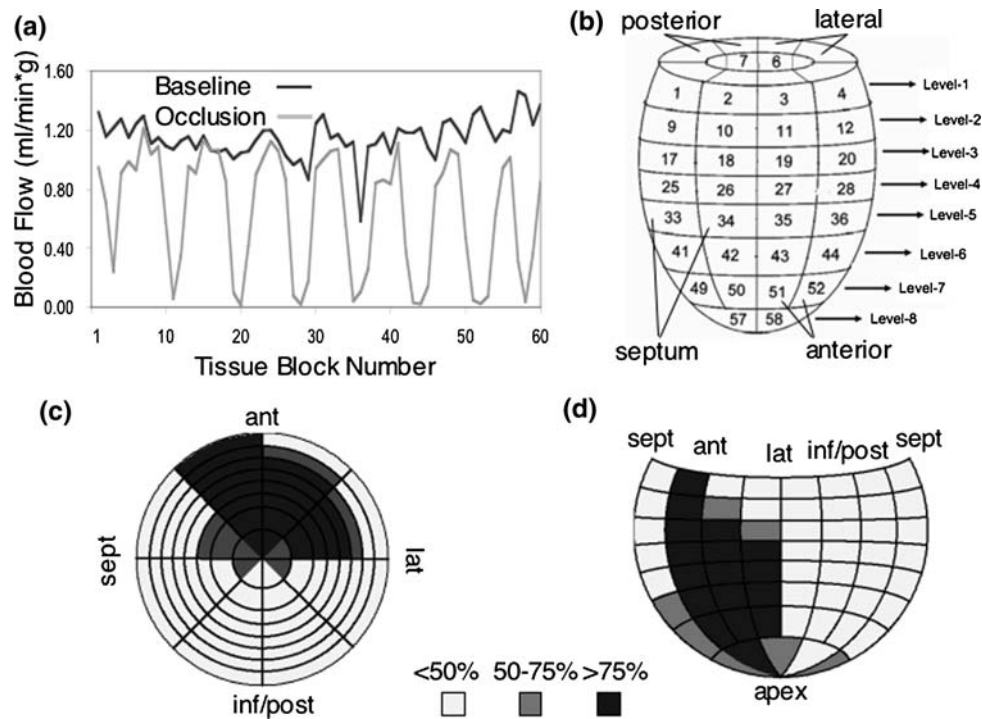 (a)
Blood Flow (ml/min*g)
1.60
1.20
0.80
0.40
0.00
Baseline
Occlusion
1 10 20 30 40 50 60
Tissue Block Number
(b)
posterior lateral
7 6
1 2 3 4 Level-1
9 10 11 12 Level-2
17 18 19 20 Level-3
25 26 27 28 Level-4
33 34 35 36 Level-5
41 42 43 44 Level-6
49 50 51 52 Level-7
57 58 Level-8
septum anterior
(c)
ant
sept
lat
inf/post
(d)
sept ant lat inf/post sept
apex
<50% 50-75% >75%